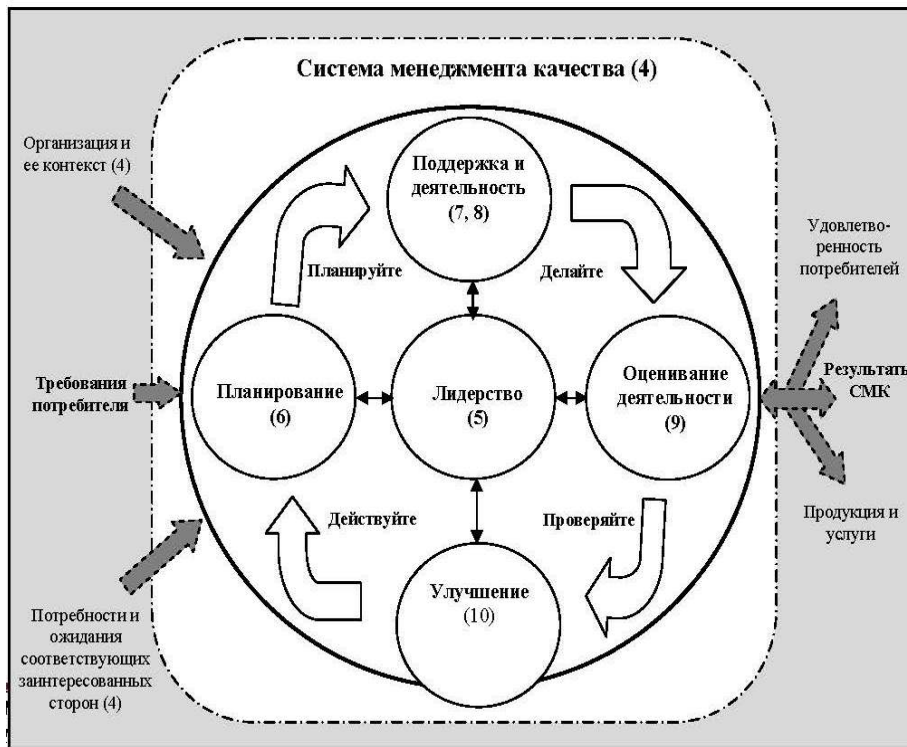 Система менеджмента качества (4)
Организация и
ее контекст (4)
Требования
потребителя
Потребности и
ожидания
соответствующих
заинтересованных
сторон (4)
Поддержка и
деятельность
(7, 8)
Планируйте
Делайте
Планирование
(6)
Лидерство
(5)
Оценивание
деятельности
(9)
Действуйте
Проверяйте
Улучшение
(10)
Удовлетво-
ренность
потребителей
Результаты
СМК
Продукция и
услуги